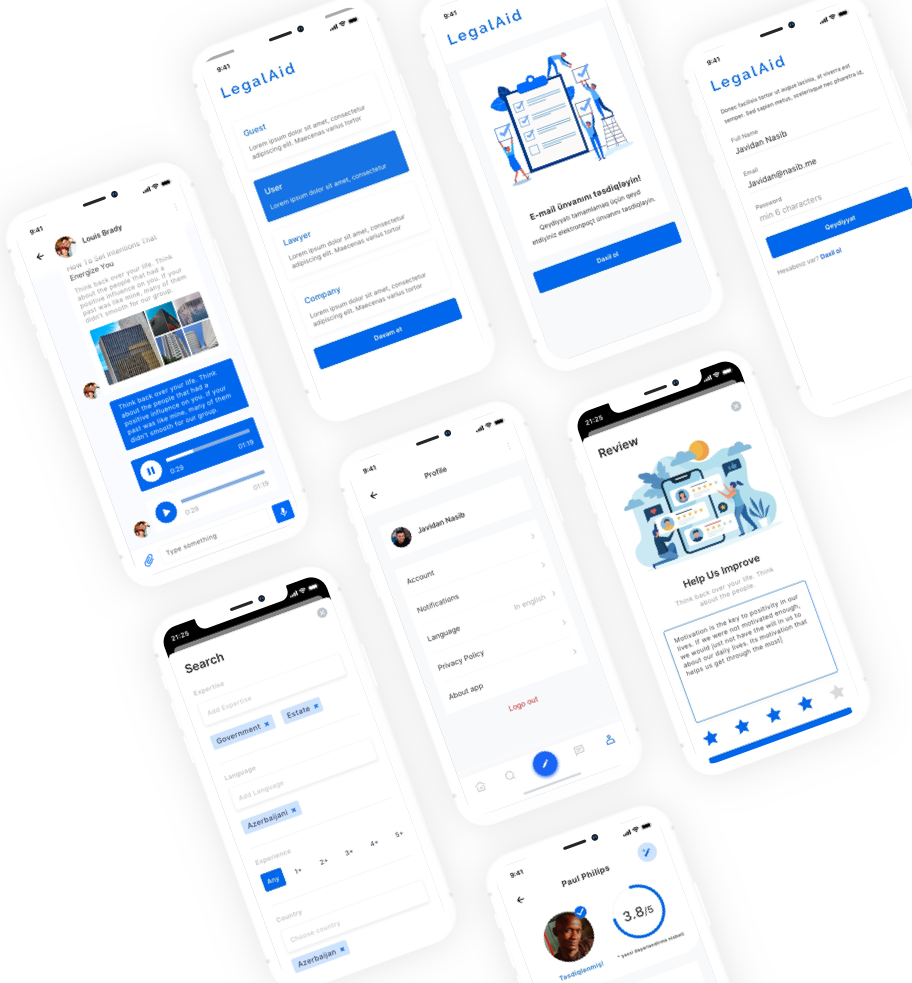 9:41
Louis Brady
How To Set Intentions That
Energize You
Think back over your life. Think
about the people that had a
positive influence on you. If your
past was like mine, many of them
didn't smooth for our group.
Think back over your life. Think
about the people that had a
positive influence on you. If your
past was like mine, many of them
didn't smooth for our group.
0:29
01:19
0:29
01:19
Type something
9:41
LegalAid
Guest
Lorem ipsum dolor sit amet, consectetur
adipiscing elit. Maecenas varius tortor
User
Lorem ipsum dolor sit amet, consectetur
Lawyer
Lorem ipsum dolor sit amet, consectetur
adipiscing elit. Maecenas varius tortor
Company
Lorem ipsum dolor sit amet, consectetur
adipiscing elit. Maecenas varius tortor
Davam et
9:41
LegalAid
E-mail ünvanını təsdiqləyin!
Qeydiyyatı tamamlamaq üçün qeyd
etdiyiniz elektronpoçt ünvanını təsdiqləyin.
Daxil ol
9:41
LegalAid
Donec facilisis tortor ut augue lacinia, at viverra est
semper. Sed sapien metus, scelerisque nec pharetra id,
Full Name
Javidan Nasib
Email
Javidan@nasib.me
Password
min 6 characters
Qeydiyyat
Hesabınız var? Daxil ol
21:25
Search
Expertise
Add Expertise
Government ×
Estate ×
Language
Add Language
Azerbaijani ×
Experience
Any
1+
2+
3+
4+
5+
Country
Choose country
Azerbaijan ×
9:41
Profile
Javidan Nasib
Account
Notifications
Language
In english
Privacy Policy
About app
Logo out
21:25
Review
Help Us Improve
Think back over your life. Think
about the people
Motivation is the key to positivity in our
lives. If we were not motivated enough,
we would just not have the will in us to
about our daily lives. Its motivation that
helps us get through the most|
9:41
Paul Philips
3.8/5
Təsdiqlənmiş!